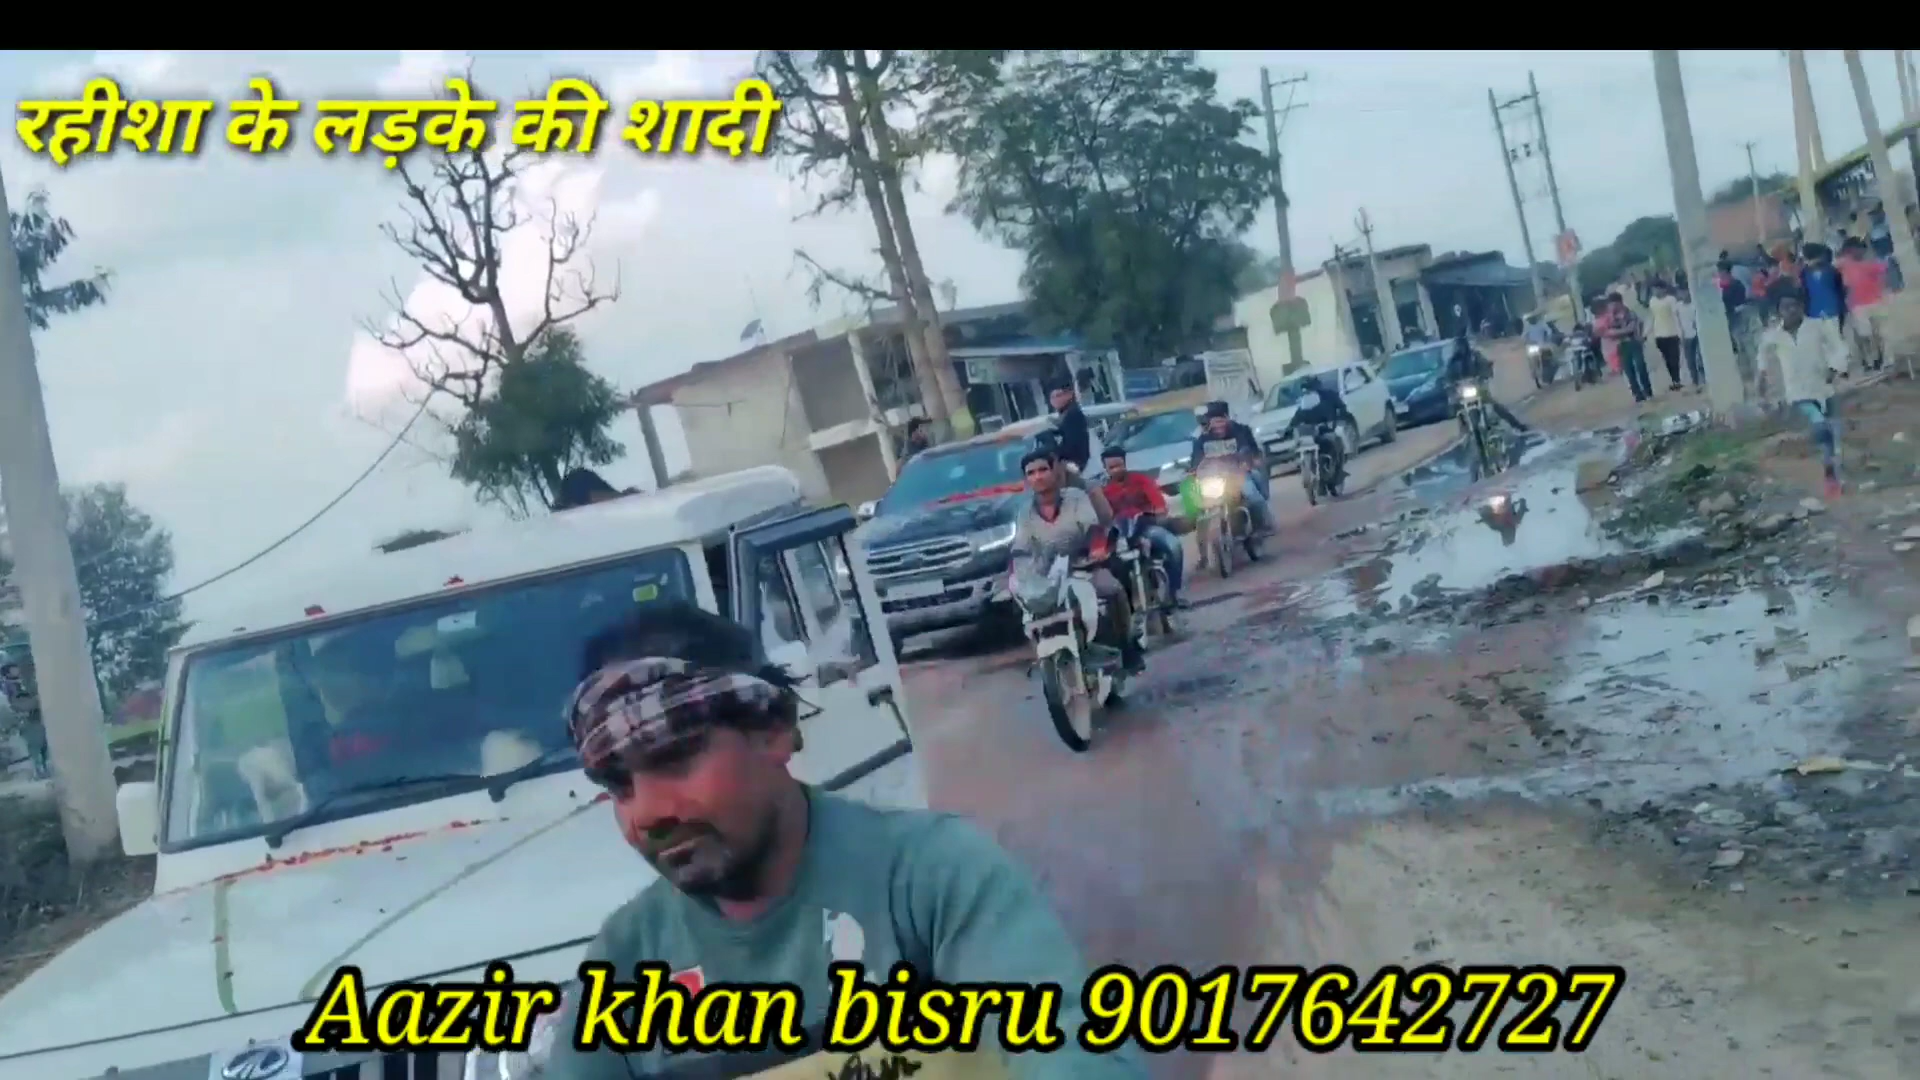 रहीशा के लड़के की शादी
Aazir khan bisru 9017642727